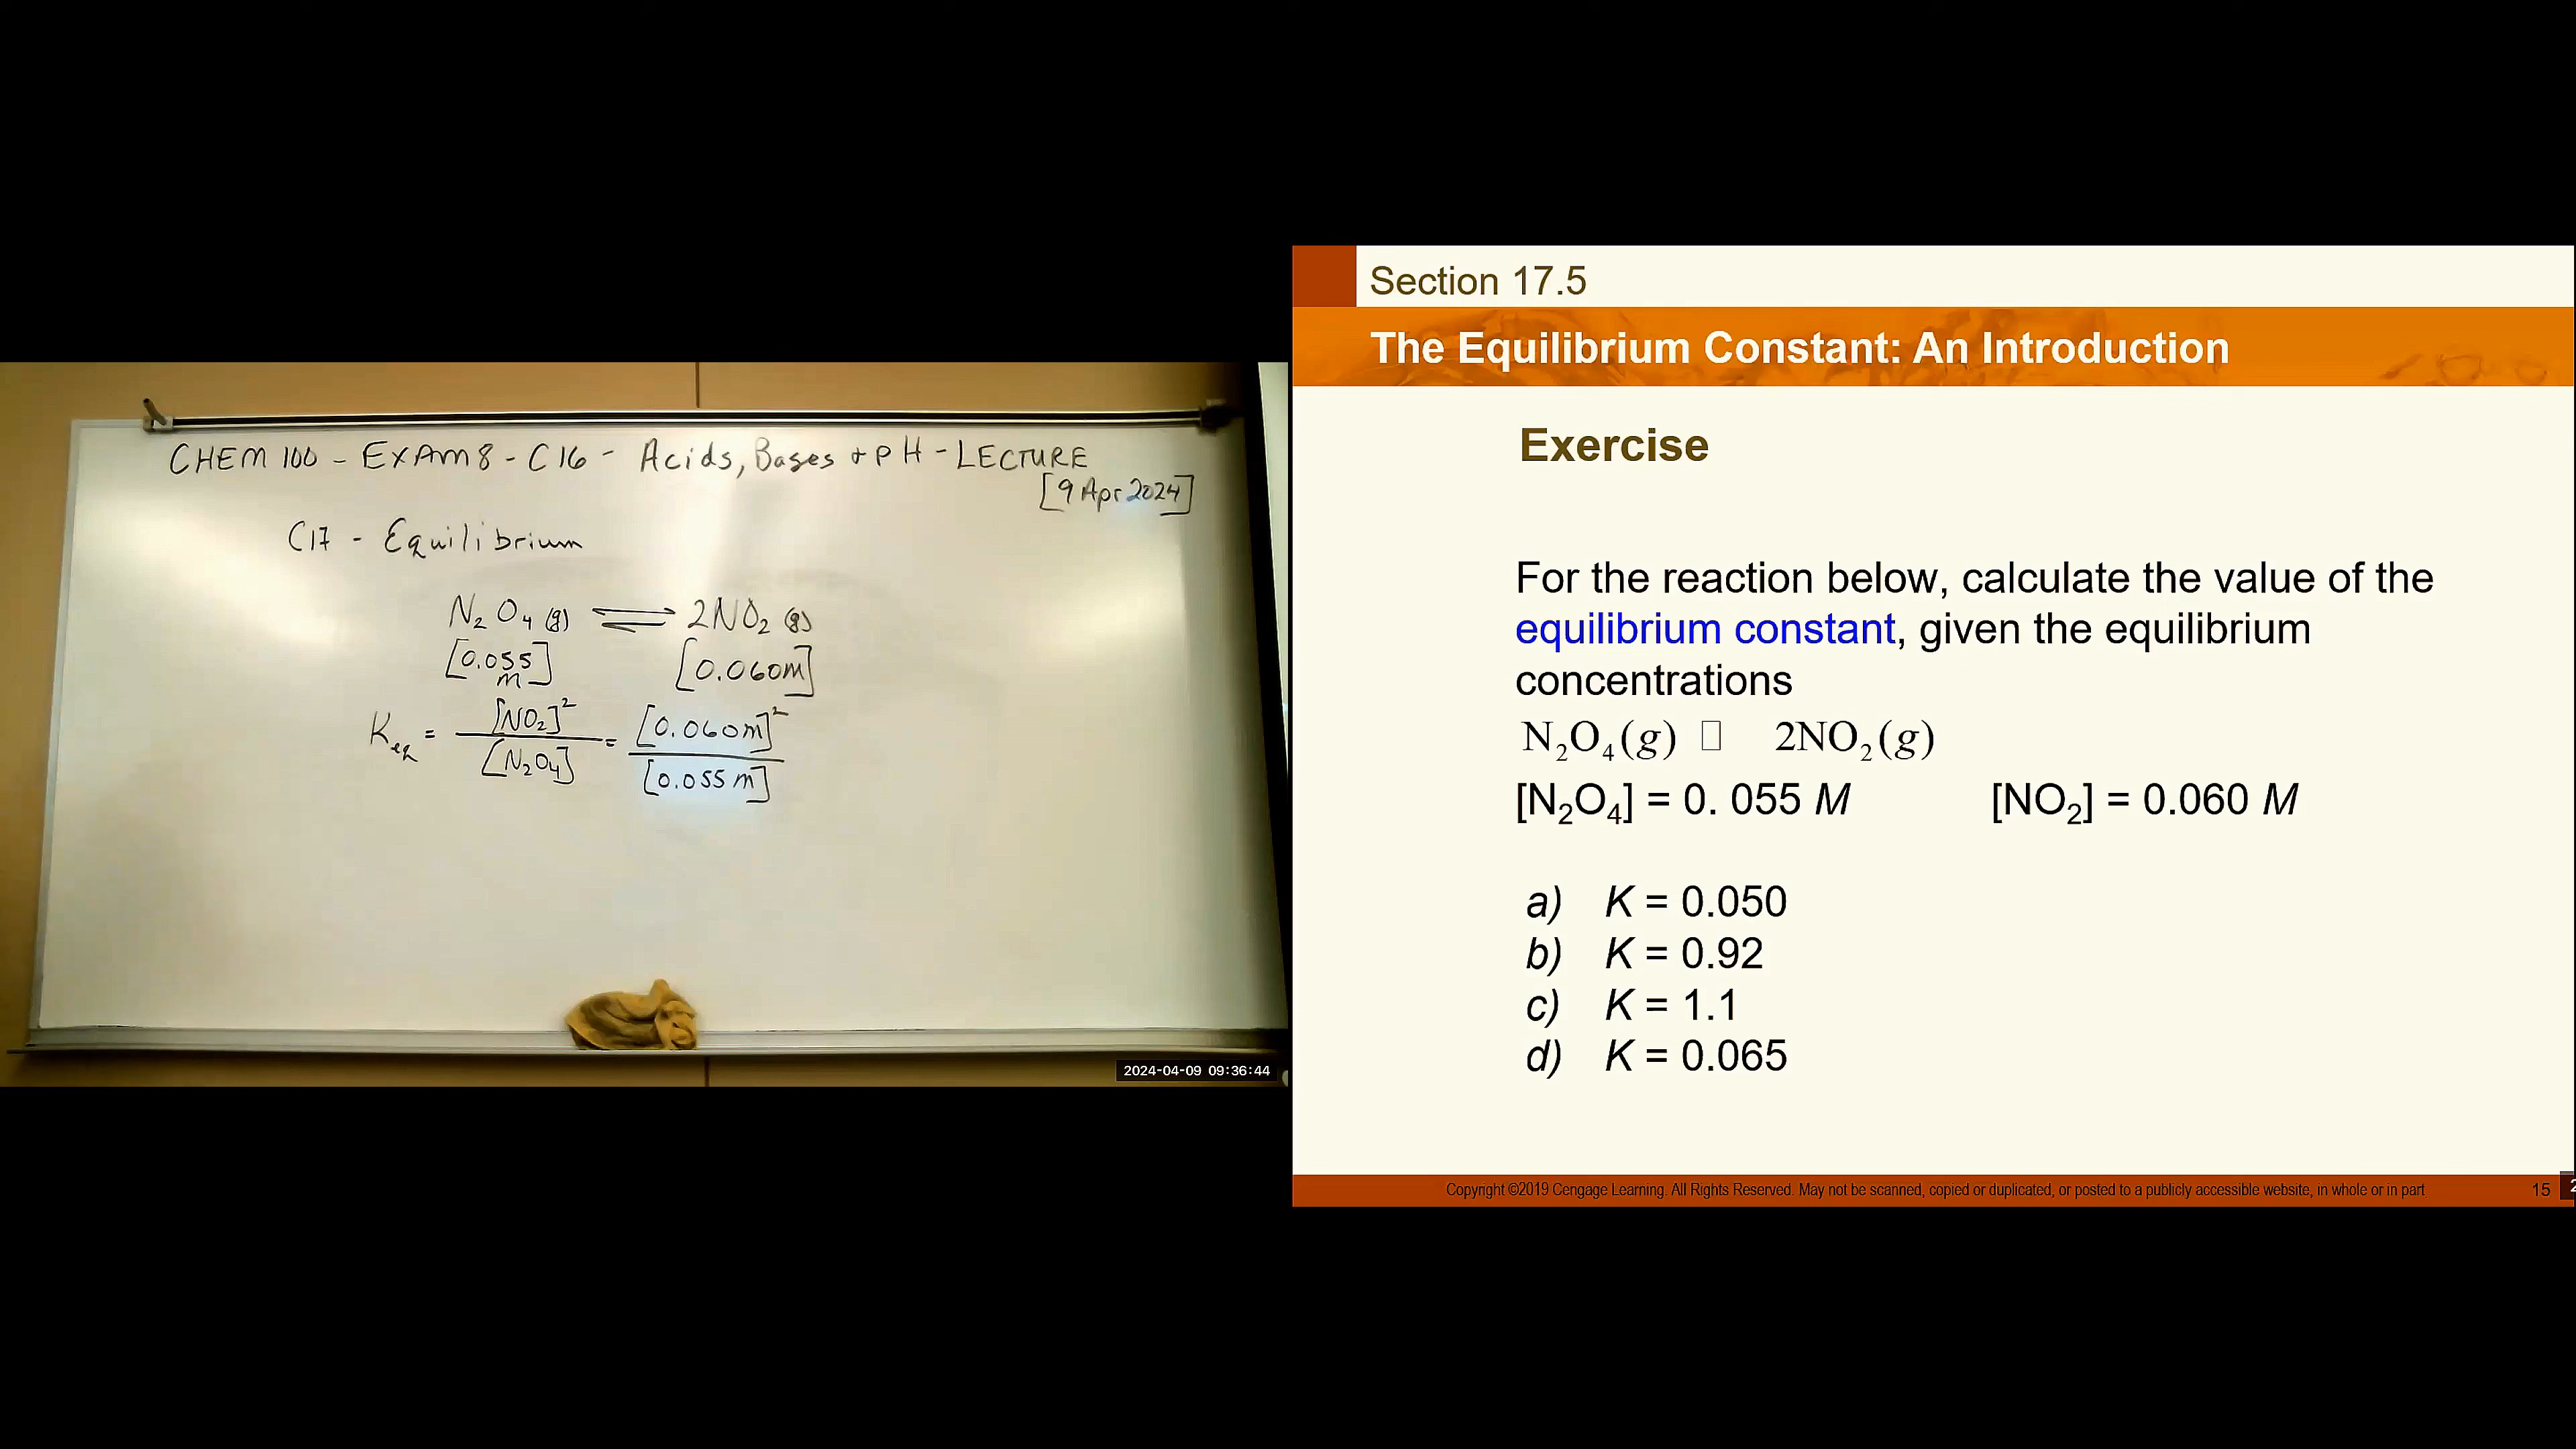 CHEM 100 - EXAM 8 - C16 - Acids, Bases + pH - LECTURE
[9 Apr 2024]
C17 - Equilibrium
N₂O₄ (g) ⇌ 2NO₂ (g)
[0.055 M] [0.060M]
Keq = [NO₂]² / [N₂O₄] = [0.060M]² / [0.055 M]
2024-04-09 09:36:44
Section 17.5
The Equilibrium Constant: An Introduction
Exercise
For the reaction below, calculate the value of the
equilibrium constant, given the equilibrium
concentrations
N₂O₄(g) □ 2NO₂(g)
[N₂O₄] = 0. 055 M [NO₂] = 0.060 M
a) K = 0.050
b) K = 0.92
c) K = 1.1
d) K = 0.065
Copyright ©2019 Cengage Learning. All Rights Reserved. May not be scanned, copied or duplicated, or posted to a publicly accessible website, in whole or in part
15